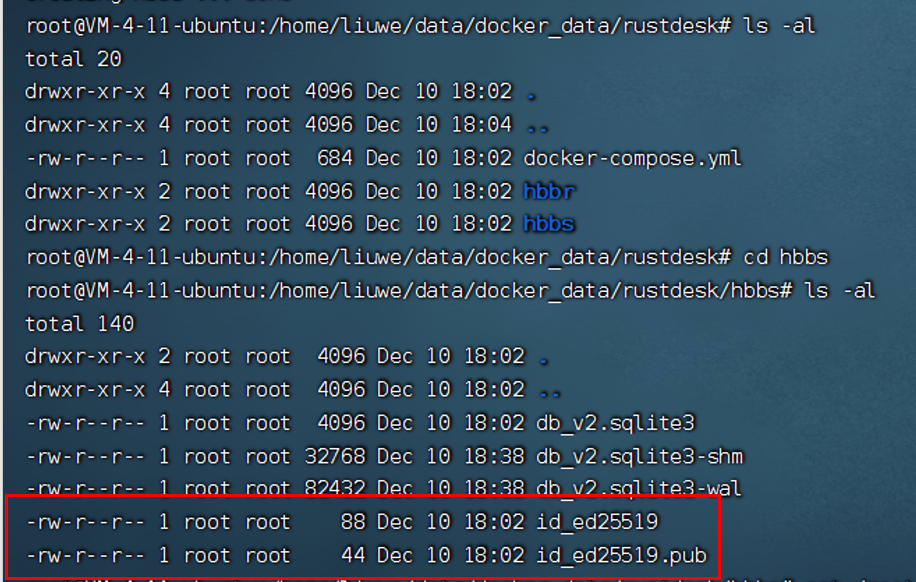 root@VM-4-11-ubuntu:/home/liuwe/data/docker_data/rustdesk# ls -al
total 20
drwxr-xr-x 4 root root 4096 Dec 10 18:02 .
drwxr-xr-x 4 root root 4096 Dec 10 18:04 ..
-rw-r--r-- 1 root root  684 Dec 10 18:02 docker-compose.yml
drwxr-xr-x 2 root root 4096 Dec 10 18:02 hbbr
drwxr-xr-x 2 root root 4096 Dec 10 18:02 hbbs
root@VM-4-11-ubuntu:/home/liuwe/data/docker_data/rustdesk# cd hbbs
root@VM-4-11-ubuntu:/home/liuwe/data/docker_data/rustdesk/hbbs# ls -al
total 140
drwxr-xr-x 2 root root  4096 Dec 10 18:02 .
drwxr-xr-x 4 root root  4096 Dec 10 18:02 ..
-rw-r--r-- 1 root root  4096 Dec 10 18:02 db_v2.sqlite3
-rw-r--r-- 1 root root 32768 Dec 10 18:38 db_v2.sqlite3-shm
-rw-r--r-- 1 root root 82432 Dec 10 18:38 db_v2.sqlite3-wal
-rw-r--r-- 1 root root    88 Dec 10 18:02 id_ed25519
-rw-r--r-- 1 root root    44 Dec 10 18:02 id_ed25519.pub